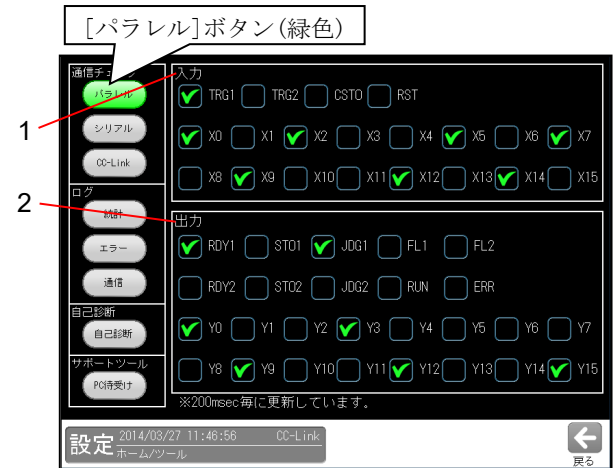 [パラレル]ボタン(緑色)
通信チェック
パラレル
シリアル
CC-Link
ログ
統計
エラー
通信
自己診断
自己診断
サポートツール
PC待受け
1
入力
TRG1 TRG2 CSTO RST
X0 X1 X2 X3 X4 X5 X6 X7
X8 X9 X10 X11 X12 X13 X14 X15
2
出力
RDY1 STO1 JDG1 FL1 FL2
RDY2 STO2 JDG2 RUN ERR
Y0 Y1 Y2 Y3 Y4 Y5 Y6 Y7
Y8 Y9 Y10 Y11 Y12 Y13 Y14 Y15
※200msec毎に更新しています。
設定 2014/03/27 11:46:56 CC-Link
ホーム/ツール
戻る